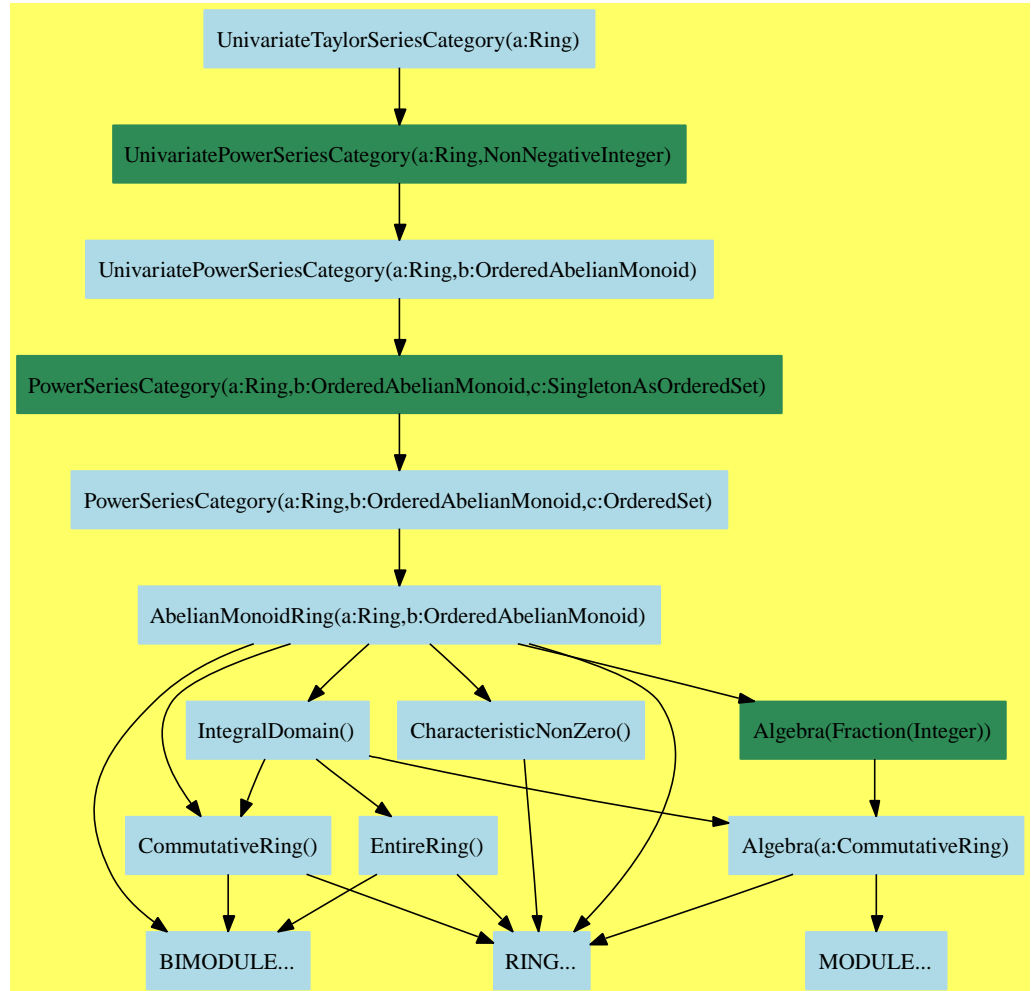 UnivariateTaylorSeriesCategory(a:Ring)
UnivariatePowerSeriesCategory(a:Ring,NonNegativeInteger)
UnivariatePowerSeriesCategory(a:Ring,b:OrderedAbelianMonoid)
PowerSeriesCategory(a:Ring,b:OrderedAbelianMonoid,c:SingletonAsOrderedSet)
PowerSeriesCategory(a:Ring,b:OrderedAbelianMonoid,c:OrderedSet)
AbelianMonoidRing(a:Ring,b:OrderedAbelianMonoid)
IntegralDomain()
CharacteristicNonZero()
Algebra(Fraction(Integer))
CommutativeRing()
EntireRing()
Algebra(a:CommutativeRing)
BIMODULE...
RING...
MODULE...